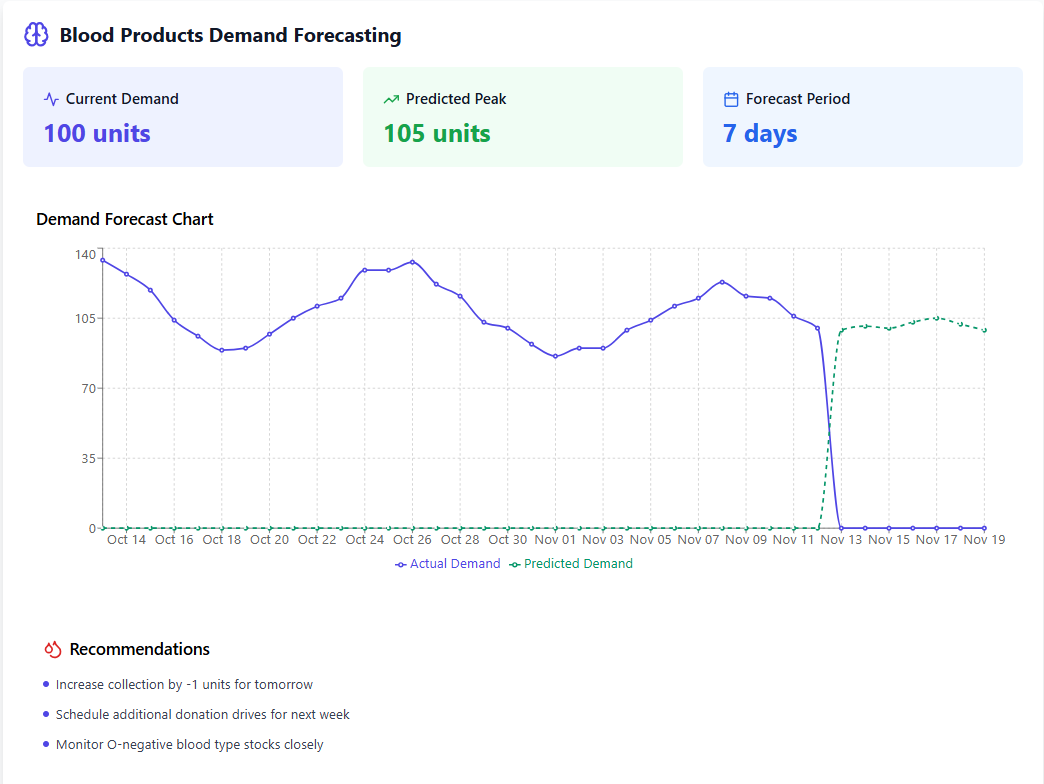 Blood Products Demand Forecasting
Current Demand
100 units
Predicted Peak
105 units
Forecast Period
7 days
Demand Forecast Chart
140
105
70
35
0
Oct 14 Oct 16 Oct 18 Oct 20 Oct 22 Oct 24 Oct 26 Oct 28 Oct 30 Nov 01 Nov 03 Nov 05 Nov 07 Nov 09 Nov 11 Nov 13 Nov 15 Nov 17 Nov 19
Actual Demand Predicted Demand
Recommendations
Increase collection by -1 units for tomorrow
Schedule additional donation drives for next week
Monitor O-negative blood type stocks closely